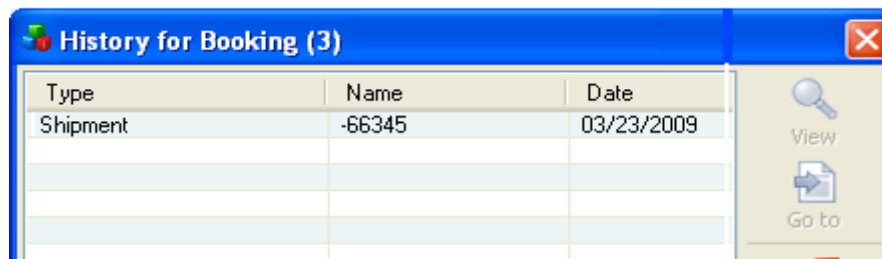 History for Booking (3)
Type Name Date
Shipment -66345 03/23/2009
View
Go to